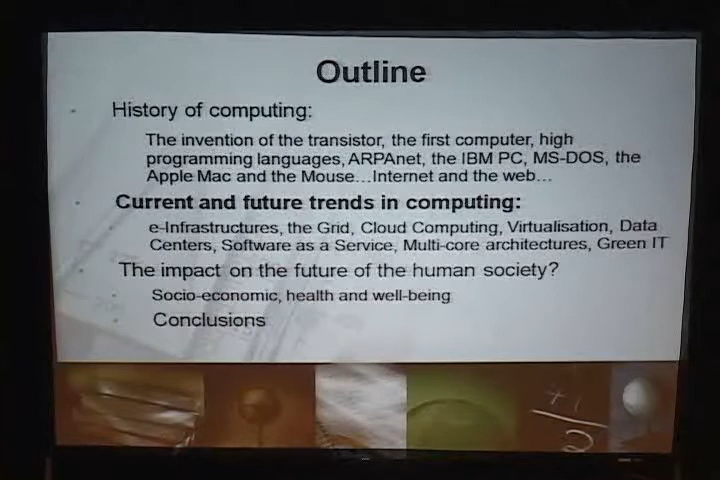 Outline
History of computing:
The invention of the transistor, the first computer, high
programming languages, ARPAnet, the IBM PC, MS-DOS, the
Apple Mac and the Mouse...Internet and the web...
Current and future trends in computing:
e-Infrastructures, the Grid, Cloud Computing, Virtualisation, Data
Centers, Software as a Service, Multi-core architectures, Green IT
The impact on the future of the human society?
Socio-economic, health and well-being
Conclusions